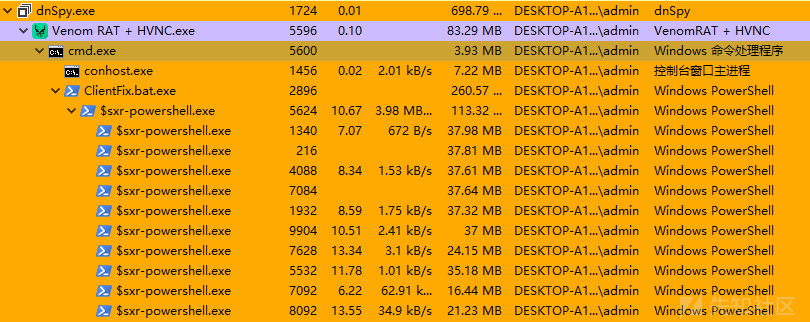 dnSpy.exe 1724 0.01 698.79 ... DESKTOP-A1...\admin dnSpy
Venom RAT + HVNC.exe 5596 0.10 83.29 MB DESKTOP-A1...\admin VenomRAT + HVNC
cmd.exe 5600 3.93 MB DESKTOP-A1...\admin Windows 命令处理程序
conhost.exe 1456 0.02 2.01 kB/s 7.22 MB DESKTOP-A1...\admin 控制台窗口主进程
ClientFix.bat.exe 2896 260.57 ... DESKTOP-A1...\admin Windows PowerShell
$sxr-powershell.exe 5624 10.67 3.98 MB... 113.32 ... DESKTOP-A1...\admin Windows PowerShell
$sxr-powershell.exe 1340 7.07 672 B/s 37.98 MB DESKTOP-A1...\admin Windows PowerShell
$sxr-powershell.exe 216 37.81 MB DESKTOP-A1...\admin Windows PowerShell
$sxr-powershell.exe 4088 8.34 1.53 kB/s 37.61 MB DESKTOP-A1...\admin Windows PowerShell
$sxr-powershell.exe 7084 37.64 MB DESKTOP-A1...\admin Windows PowerShell
$sxr-powershell.exe 1932 8.59 1.75 kB/s 37.32 MB DESKTOP-A1...\admin Windows PowerShell
$sxr-powershell.exe 9904 10.51 2.41 kB/s 37 MB DESKTOP-A1...\admin Windows PowerShell
$sxr-powershell.exe 7628 13.34 3.1 kB/s 24.15 MB DESKTOP-A1...\admin Windows PowerShell
$sxr-powershell.exe 5532 11.78 1.01 kB/s 35.18 MB DESKTOP-A1...\admin Windows PowerShell
$sxr-powershell.exe 7092 6.22 62.91 k... 16.44 MB DESKTOP-A1...\admin Windows PowerShell
$sxr-powershell.exe 8092 13.55 34.9 kB/s 21.23 MB DESKTOP-A1...\admin Windows PowerShell
先知社区